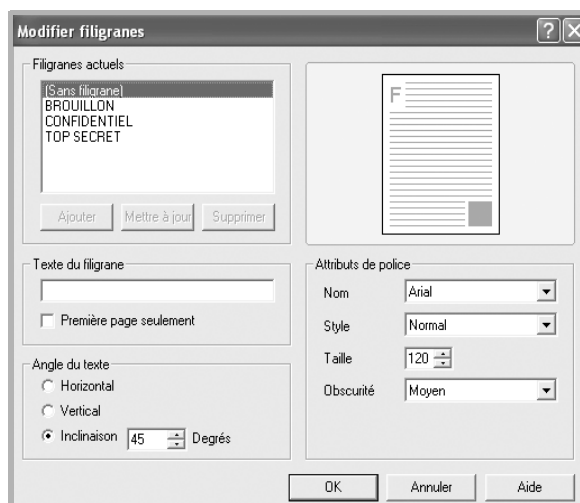 Modifier filigranes
Filigranes actuels
(Sans filigrane)
BROUILLON
CONFIDENTIEL
TOP SECRET
Ajouter Mettre à jour Supprimer
F
Texte du filigrane
Première page seulement
Angle du texte
Horizontal
Vertical
Inclinaison 45 Degrés
Attributs de police
Nom Arial
Style Normal
Taille 120
Obscurité Moyen
OK Annuler Aide